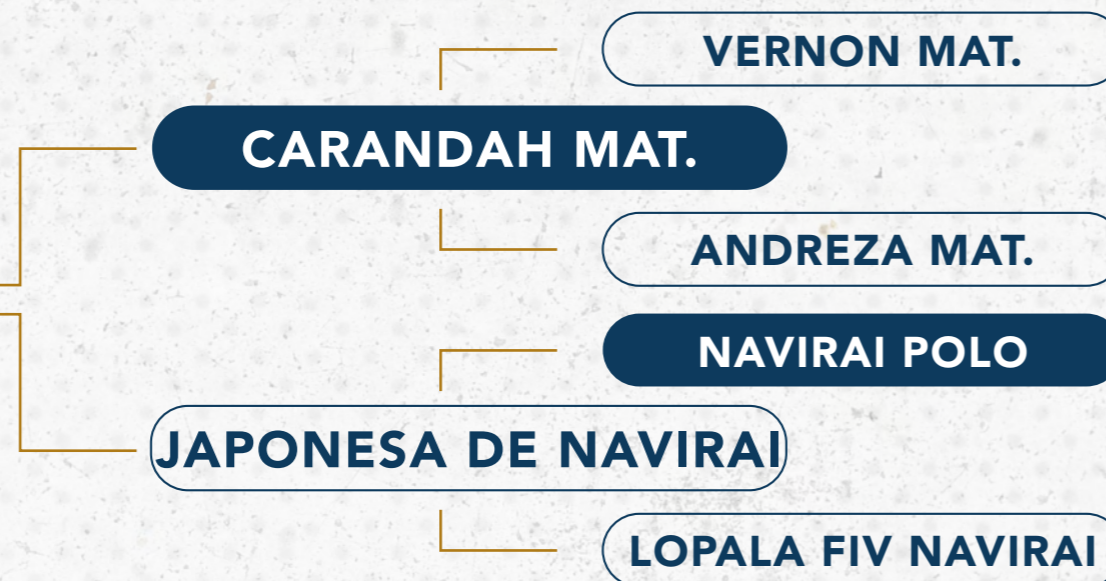 VERNON MAT.
CARANDAH MAT.
ANDREZA MAT.
NAVIRAI POLO
JAPONESA DE NAVIRAI
LOPALA FIV NAVIRAI